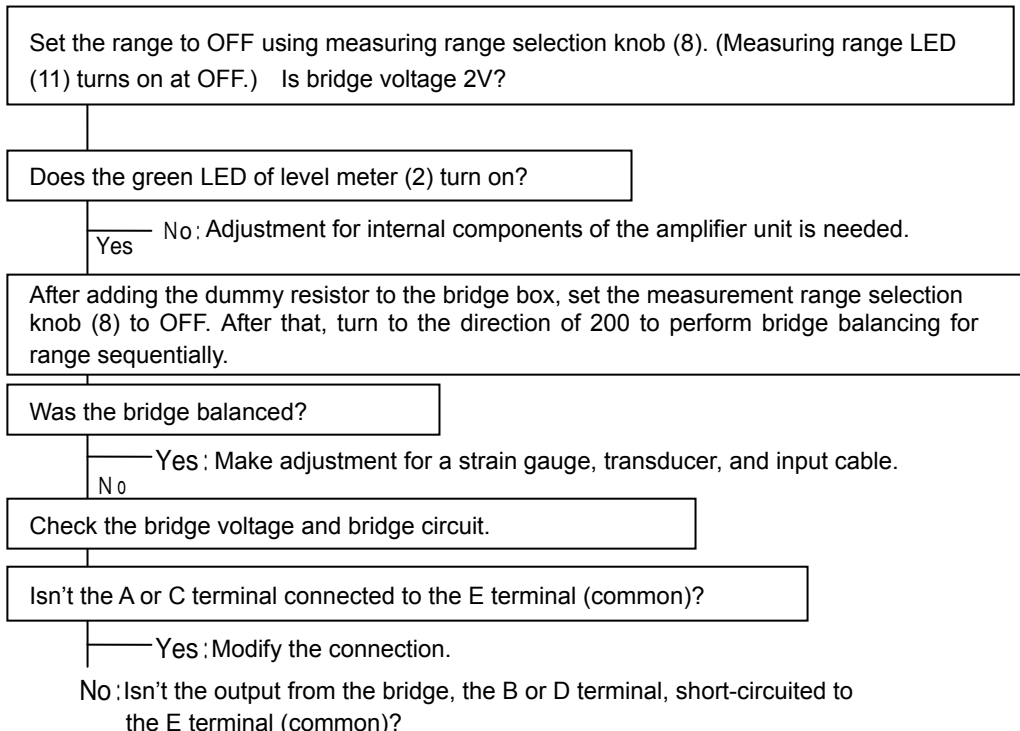 Set the range to OFF using measuring range selection knob (8). (Measuring range LED
(11) turns on at OFF.) Is bridge voltage 2V?
Does the green LED of level meter (2) turn on?
No: Adjustment for internal components of the amplifier unit is needed.
Yes
After adding the dummy resistor to the bridge box, set the measurement range selection
knob (8) to OFF. After that, turn to the direction of 200 to perform bridge balancing for
range sequentially.
Was the bridge balanced?
Yes: Make adjustment for a strain gauge, transducer, and input cable.
No
Check the bridge voltage and bridge circuit.
Isn't the A or C terminal connected to the E terminal (common)?
Yes: Modify the connection.
No: Isn't the output from the bridge, the B or D terminal, short-circuited to
the E terminal (common)?